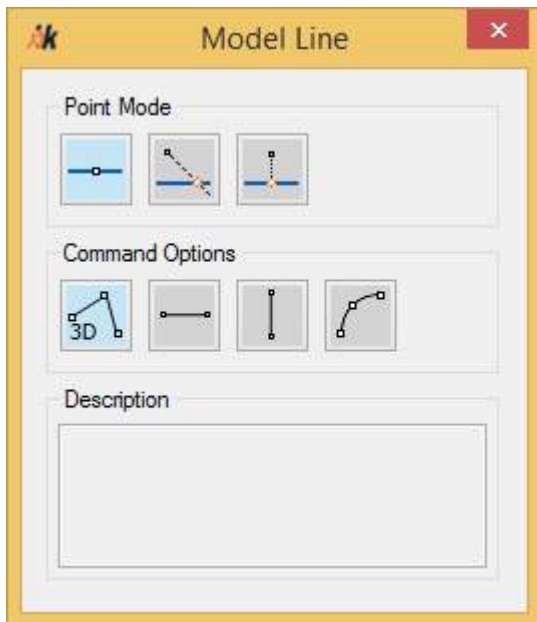 k Model Line
Point Mode
Command Options
3D
Description